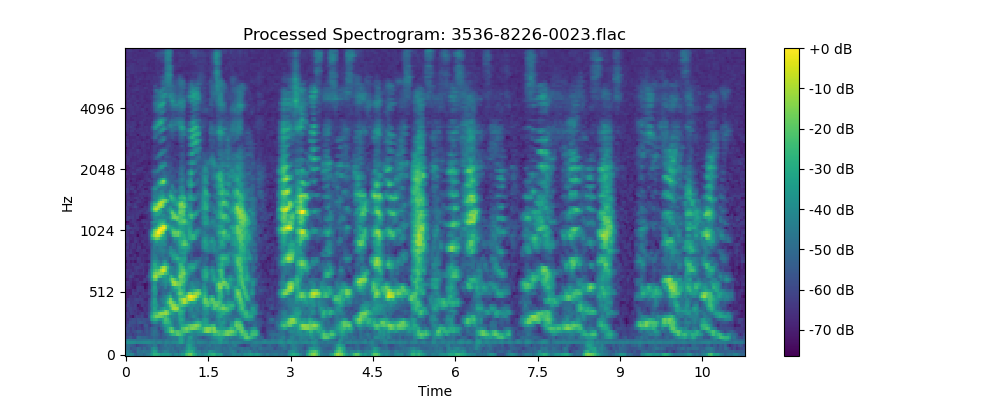 Processed Spectrogram: 3536-8226-0023.flac
Hz
4096
2048
1024
512
0
0 1.5 3 4.5 6 7.5 9 10
Time
+0 dB
-10 dB
-20 dB
-30 dB
-40 dB
-50 dB
-60 dB
-70 dB